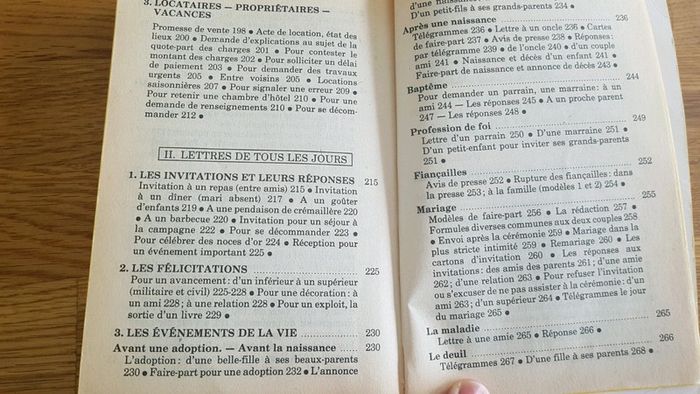 3. LOCATAIRES — PROPRIÉTAIRES —
VACANCES
Promesse de vente 198 ● Acte de location, état des
lieux 200 ● Demande d'explications au sujet de la
quote-part des charges 201 ● Pour contester le
montant des charges 202 ● Pour solliciter un délai
de paiement 203 ● Pour demander des travaux
urgents 205 ● Entre voisins 205 ● Locations
saisonnières 207 ● Pour signaler une erreur 209 ●
Pour retenir une chambre d'hôtel 210 ● Pour une
demande de renseignements 210 ● Pour se décom-
mander 212 ●
II. LETTRES DE TOUS LES JOURS
1. LES INVITATIONS ET LEURS RÉPONSES 215
Invitation à un repas (entre amis) 215 ● Invitation
à un dîner (mari absent) 217 ● A un goûter
d'enfants 219 ● A une pendaison de crémaillère 220
● A un barbecue 220 ● Invitation pour un séjour à
la campagne 222 ● Pour se décommander 223 ●
Pour célébrer des noces d'or 224 ● Réception pour
un événement important 225 ●
2. LES FÉLICITATIONS ........ 225
Pour un avancement : d'un inférieur à un supérieur
(militaire et civil) 225-228 ● Pour une décoration : à
un ami 228 ; à une relation 228 ● Pour un exploit, la
sortie d'un livre 229 ●
3. LES ÉVÉNEMENTS DE LA VIE ........ 230
Avant une adoption. — Avant la naissance ...... 230
L'adoption : d'une belle-fille à ses beaux-parents
230 ● Faire-part pour une adoption 232 ● L'annonce
d'une naissance
D'un petit-fils à ses grands-parents 234 ●
Après une naissance ........ 236
Télégrammes 236 ● Lettre à un oncle 236 ● Cartes
de faire-part 237 ● Avis de presse 238 ● Réponses :
par télégramme 239 ● de l'oncle 240 ● d'un couple
ami 241 ● Naissance et décès d'un enfant 241 ●
Faire-part de naissance et annonce de décès 243 ●
Baptême ........ 244
Pour demander un parrain, une marraine : à un
ami 244 — Les réponses 245 ● A un proche parent
247 — Les réponses 248 ●
Profession de foi ........ 249
Lettre d'un parrain 250 ● D'une marraine 251 ●
D'un petit-enfant pour inviter ses grands-parents
251 ●
Fiançailles ........ 252
Avis de presse 252 ● Rupture des fiançailles : dans
la presse 253 ; à la famille (modèles 1 et 2) 254 ●
Mariage ........ 255
Modèles de faire-part 256 ● La rédaction 257 ●
Formules diverses communes aux deux couples 258
● Envoi après la cérémonie 259 ● Mariage dans la
plus stricte intimité 259 ● Remariage 260 ● Les
cartons d'invitation 260 ● Les réponses aux
invitations : des amis des parents 261 ; d'une amie
262 ; d'une relation 263 ● Pour refuser l'invitation
ou s'excuser de ne pas assister à la cérémonie : d'un
ami 263 ; d'un supérieur 264 ● Télégrammes le jour
du mariage 265 ●
La maladie ........ 265
Lettre à une amie 265 ● Réponse 266 ●
Le deuil ........ 266
Télégrammes 267 ● D'une fille à ses parents 268 ●